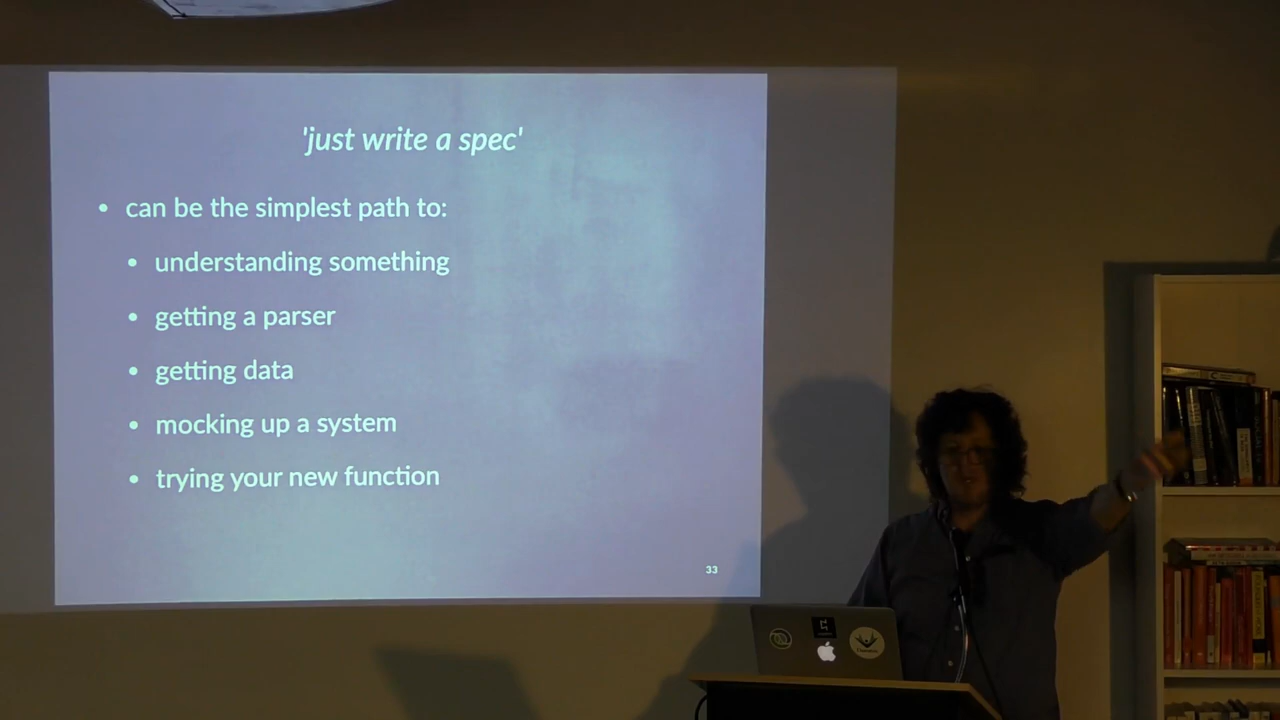 'just write a spec'
• can be the simplest path to:
• understanding something
• getting a parser
• getting data
• mocking up a system
• trying your new function
33